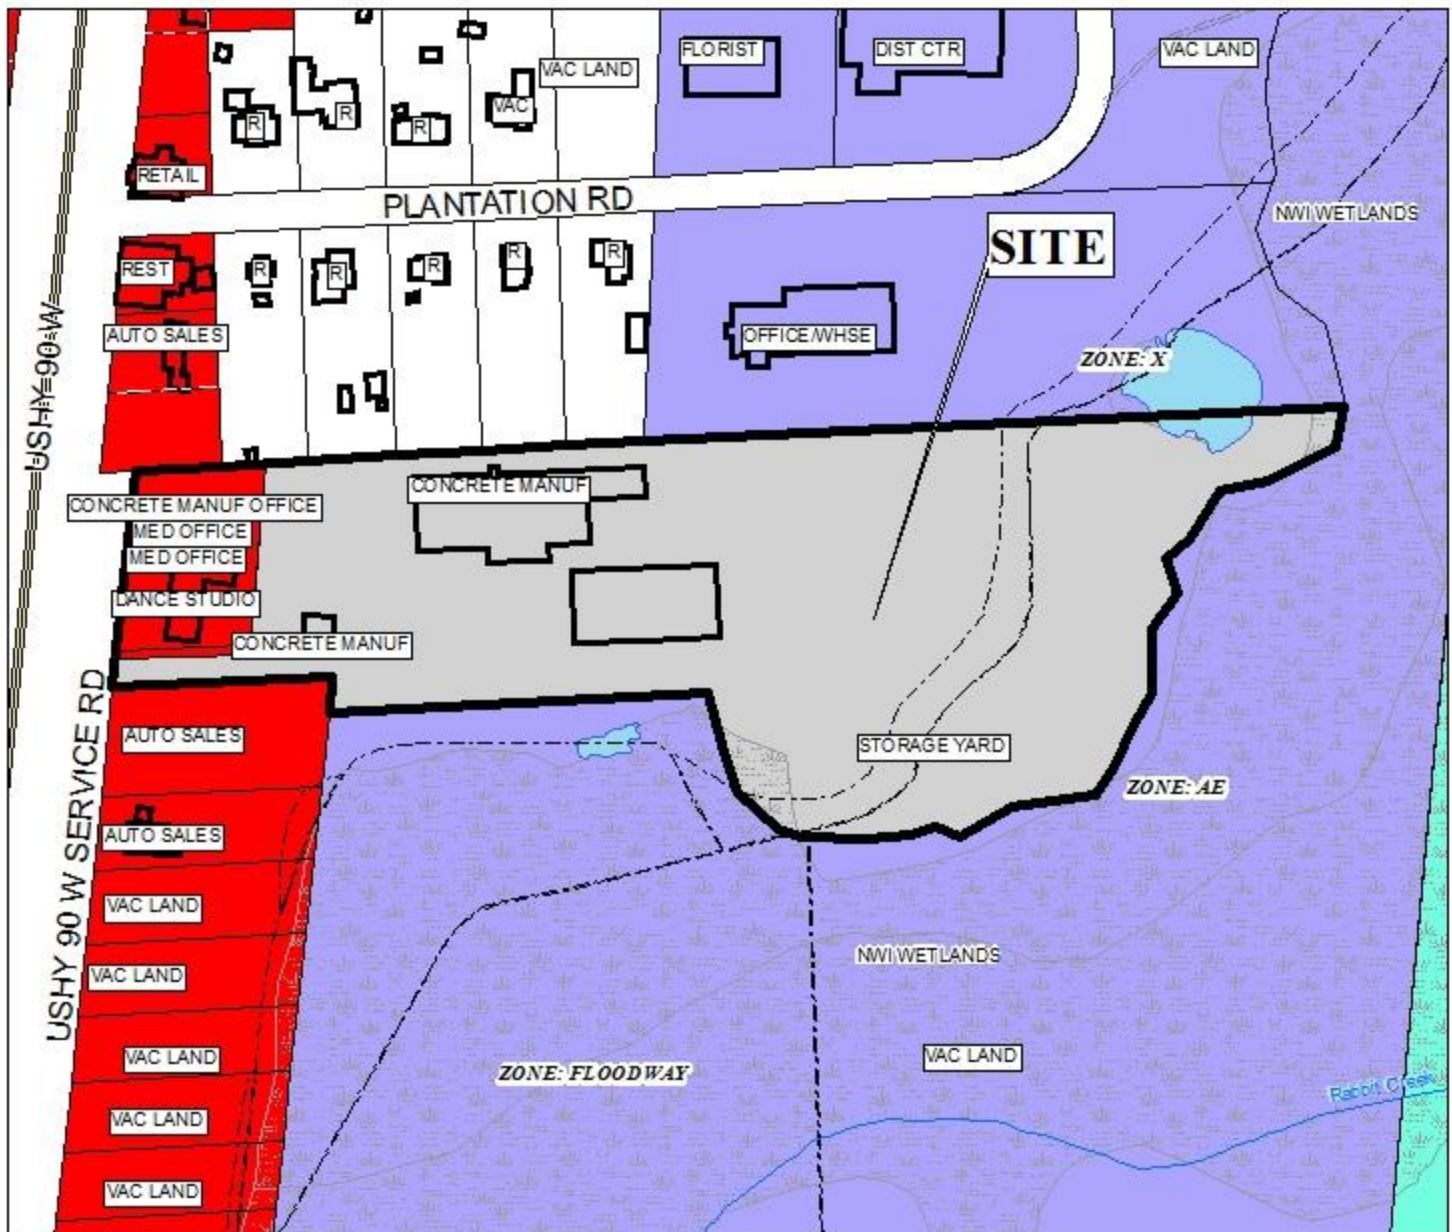 FLORIST
DIST CTR
VAC LAND
VAC LAND
R
R
R
VAC
RETAIL
PLANTATION RD
NWI WETLANDS
SITE
REST
R
R
R
R
R
AUTO SALES
OFFICE/WHSE
ZONE: X
USHY 90 W
CONCRETE MANUF
CONCRETE MANUF OFFICE
MED OFFICE
MED OFFICE
DANCE STUDIO
CONCRETE MANUF
USHY 90 W SERVICE RD
AUTO SALES
STORAGE YARD
ZONE: AE
AUTO SALES
VAC LAND
NWI WETLANDS
VAC LAND
VAC LAND
VAC LAND
ZONE: FLOODWAY
Rabbit Creek
VAC LAND
VAC LAND